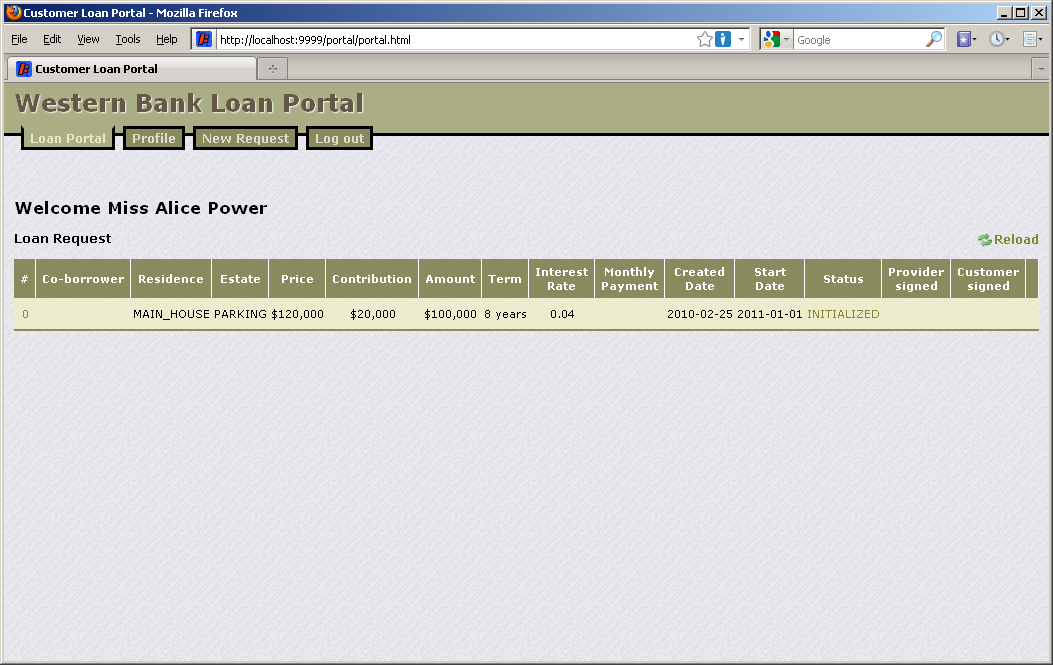 Customer Loan Portal - Mozilla Firefox
File Edit View Tools Help http://localhost:9999/portal/portal.html Google
Customer Loan Portal
Western Bank Loan Portal
Loan Portal Profile New Request Log out
Welcome Miss Alice Power
Loan Request Reload
# Co-borrower Residence Estate Price Contribution Amount Term Interest Rate Monthly Payment Created Date Start Date Status Provider signed Customer signed
0 MAIN_HOUSE PARKING $120,000 $20,000 $100,000 8 years 0.04 2010-02-25 2011-01-01 INITIALIZED